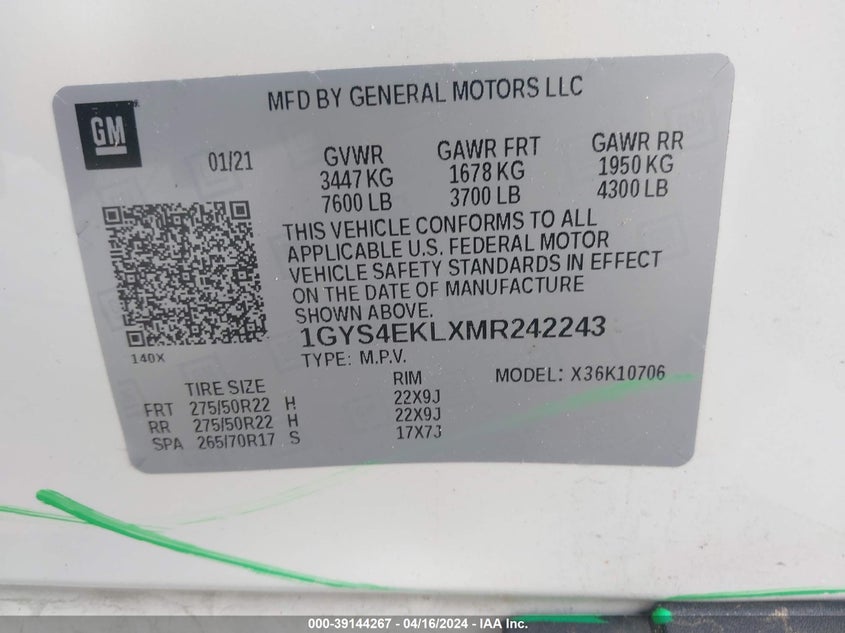 MFD BY GENERAL MOTORS LLC
GM
01/21
GVWR GAWR FRT GAWR RR
3447 KG 1678 KG 1950 KG
7600 LB 3700 LB 4300 LB
THIS VEHICLE CONFORMS TO ALL
APPLICABLE U.S. FEDERAL MOTOR
VEHICLE SAFETY STANDARDS IN EFFECT
ON THE DATE OF MANUFACTURE
SHOWN ABOVE.
1GYS4EKLXMR242243
140X
TYPE: M.P.V.
TIRE SIZE RIM MODEL: X36K10706
FRT 275/50R22 H 22X9J
RR 275/50R22 H 22X9J
SPA 265/70R17 S 17X7J
000-39144267 - 04/16/2024 - IAA Inc.